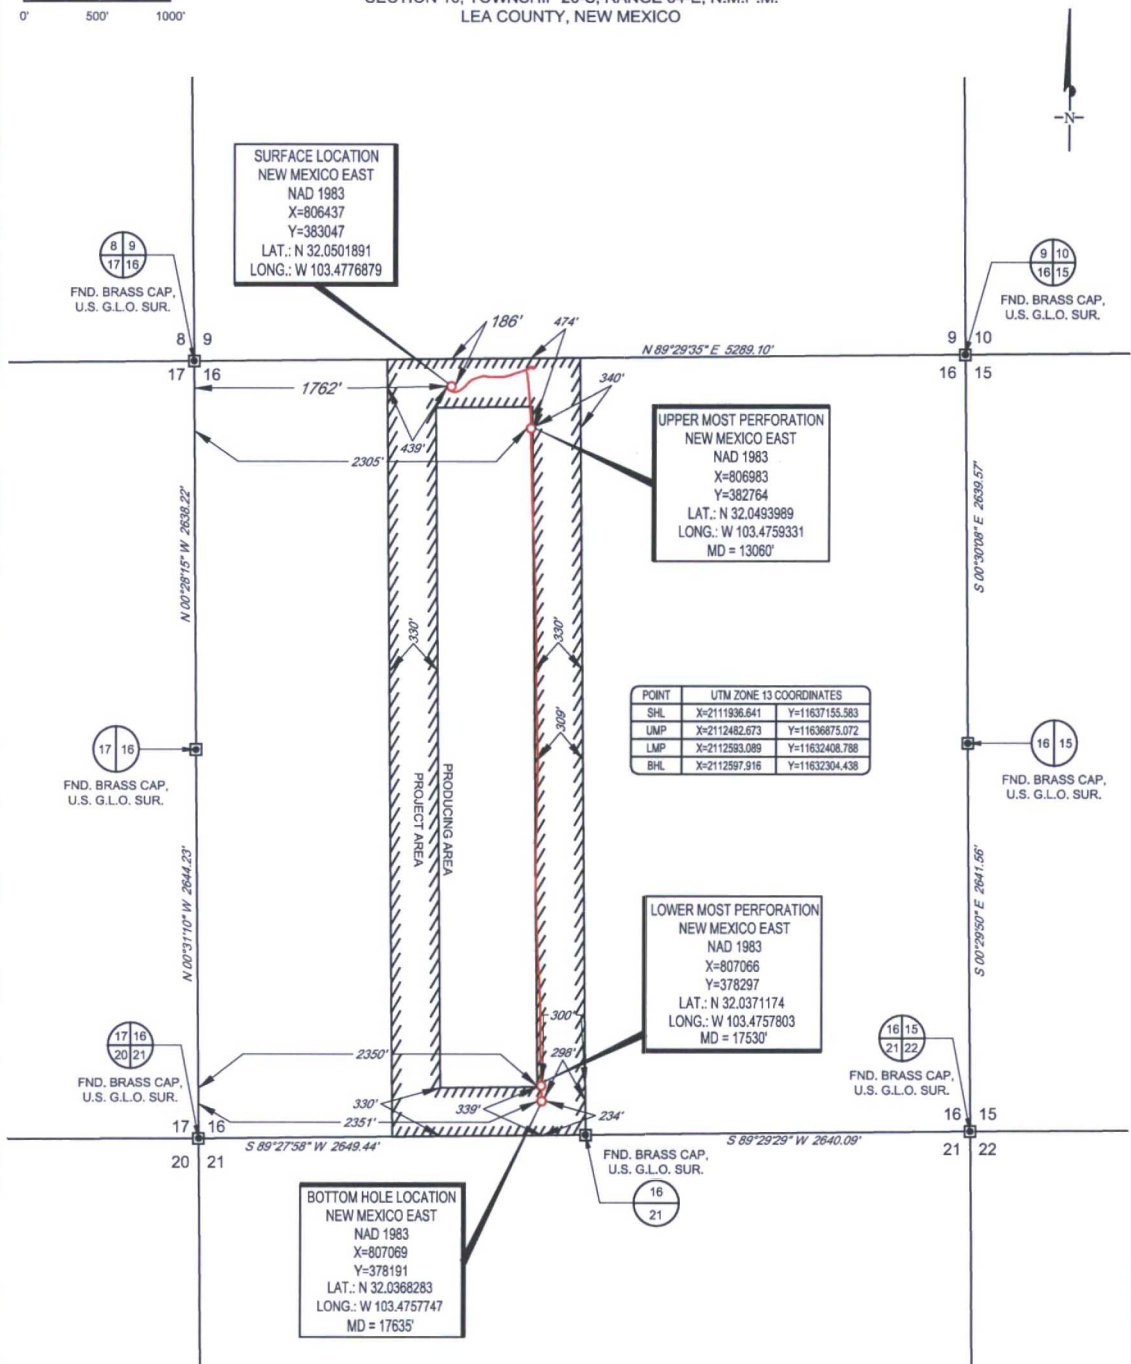 0' 500' 1000'
LEA COUNTY, NEW MEXICO
N
SURFACE LOCATION
NEW MEXICO EAST
NAD 1983
X=806437
Y=383047
LAT.: N 32.0501891
LONG.: W 103.4776879
8 9
17 16
FND. BRASS CAP,
U.S. G.L.O. SUR.
9 10
16 15
FND. BRASS CAP,
U.S. G.L.O. SUR.
8 9
17 16
186'
474'
N 89°29'35" E 5289.10'
9 10
16 15
1762'
340'
439'
2305'
UPPER MOST PERFORATION
NEW MEXICO EAST
NAD 1983
X=806983
Y=382764
LAT.: N 32.0493989
LONG.: W 103.4759331
MD = 13060'
N 00°28'15" W 2638.22'
S 00°30'08" E 2639.57'
330'
330'
309'
POINT UTM ZONE 13 COORDINATES
SHL X=2111936.641 Y=11637155.583
UMP X=2112482.673 Y=11636875.072
LMP X=2112593.089 Y=11632408.788
BHL X=2112597.916 Y=11632304.438
17 16
FND. BRASS CAP,
U.S. G.L.O. SUR.
16 15
FND. BRASS CAP,
U.S. G.L.O. SUR.
PROJECT AREA
PRODUCING AREA
N 00°31'10" W 2644.23'
S 00°29'50" E 2641.56'
LOWER MOST PERFORATION
NEW MEXICO EAST
NAD 1983
X=807066
Y=378297
LAT.: N 32.0371174
LONG.: W 103.4757803
MD = 17530'
300'
298'
17 16
20 21
FND. BRASS CAP,
U.S. G.L.O. SUR.
16 15
21 22
FND. BRASS CAP,
U.S. G.L.O. SUR.
2350'
330'
339'
2351'
234'
17 16
20 21
S 89°27'58" W 2649.44'
S 89°29'29" W 2640.09'
16 15
21 22
FND. BRASS CAP,
U.S. G.L.O. SUR.
16
21
BOTTOM HOLE LOCATION
NEW MEXICO EAST
NAD 1983
X=807069
Y=378191
LAT.: N 32.0368283
LONG.: W 103.4757747
MD = 17635'